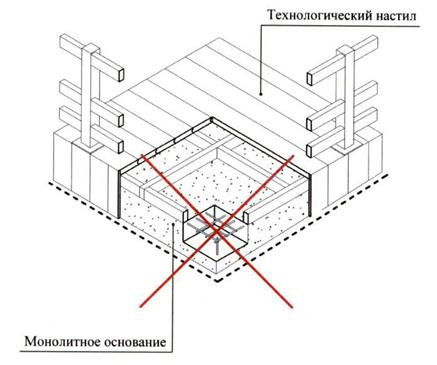 Технологический настил
Монолитное основание